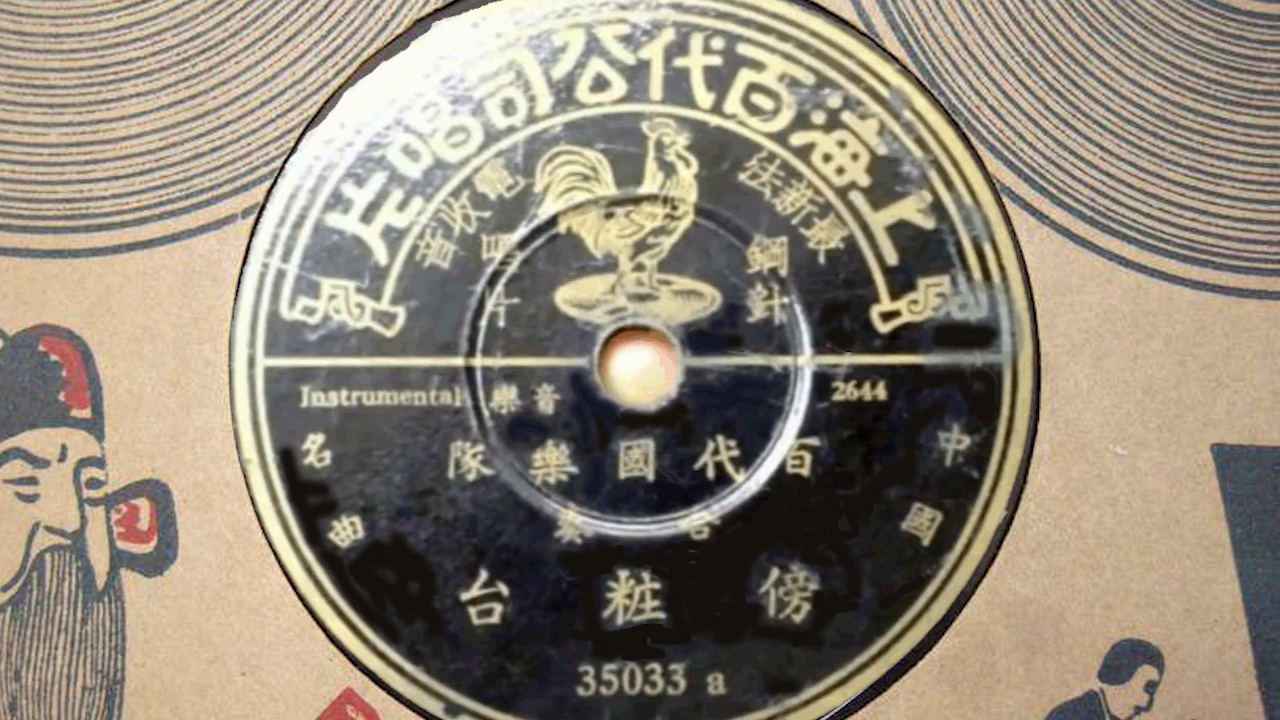 上海百代公司唱片
最新法電收音
鋼針
Instrumental 音樂
2644
百代國樂隊
合奏
中國
名曲
傍粧台
35033 a